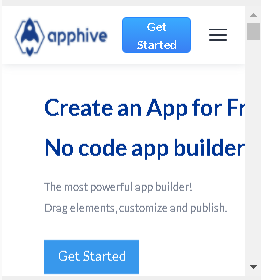 apphive
Get
Started
Create an App for Fr
No code app builder
The most powerful app builder!
Drag elements, customize and publish.
Get Started